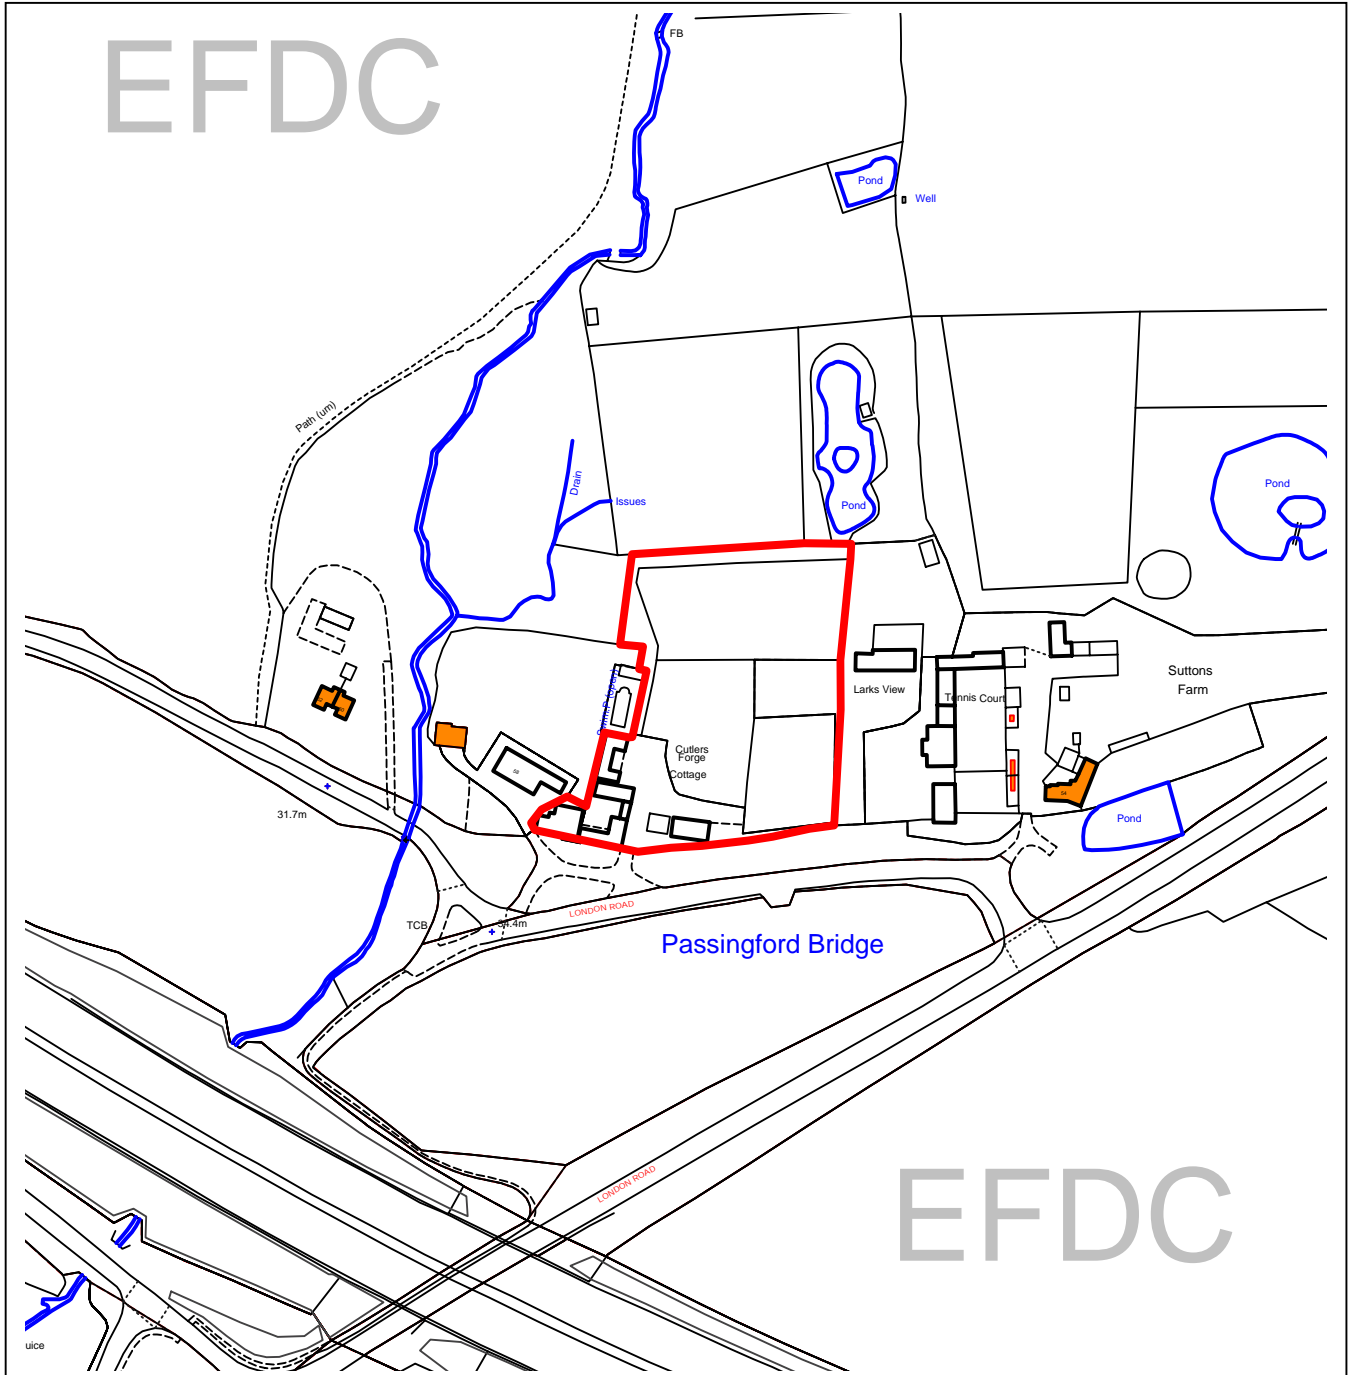 EFDC
FB
Pond
Well
Path (um)
Drain
Issues
Pond
Pond
Suttons
Farm
Larks View
Tennis Court
Cutlers
Forge
Cottage
31.7m
Pond
TCB
LONDON ROAD
Passingford Bridge
LONDON ROAD
EFDC
uice